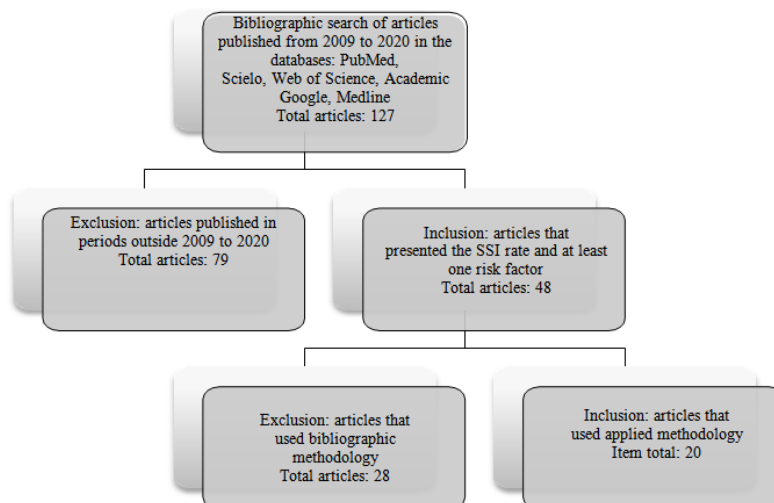 Bibliographic search of articles
published from 2009 to 2020 in the
databases: PubMed,
Scielo, Web of Science, Academic
Google, Medline
Total articles: 127
Exclusion: articles published in
periods outside 2009 to 2020
Total articles: 79
Inclusion: articles that
presented the SSI rate and at least
one risk factor
Total articles: 48
Exclusion: articles that
used bibliographic
methodology
Total articles: 28
Inclusion: articles that
used applied methodology
Item total: 20